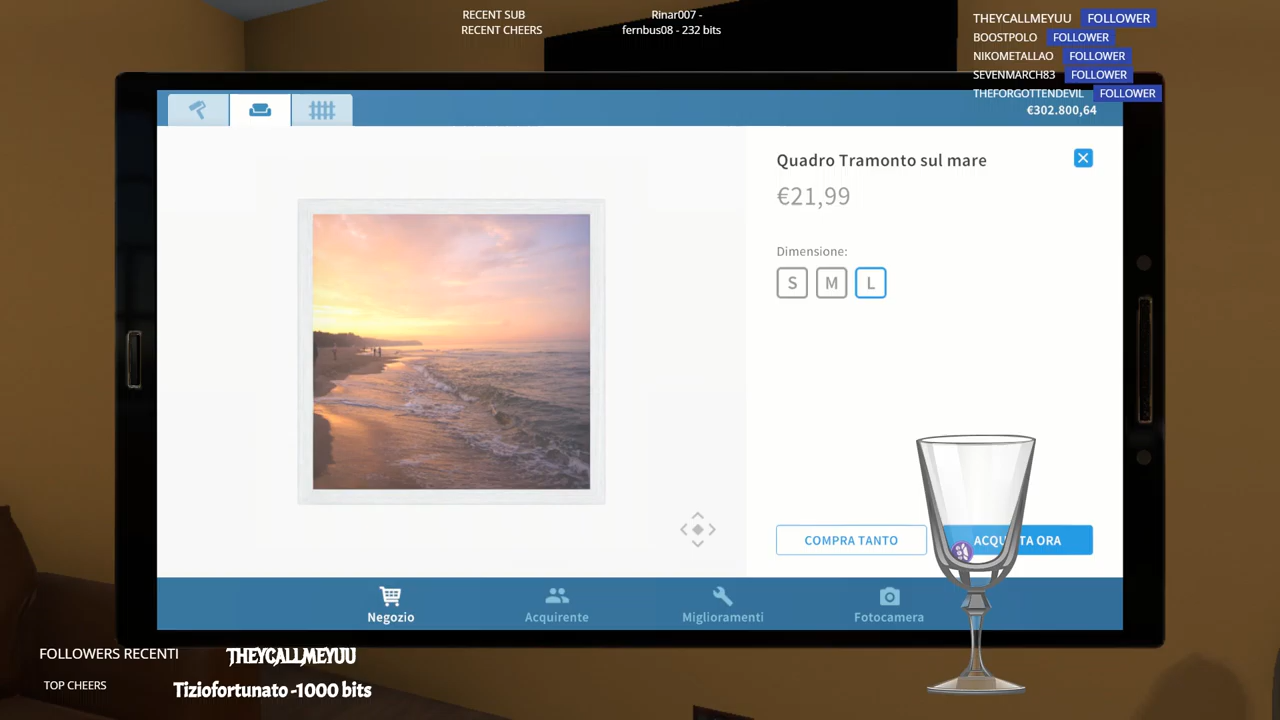 RECENT SUB
Rinar007 -
RECENT CHEERS
fernbus08 - 232 bits
THEYCALLMEYUU FOLLOWER
BOOSTPOLO FOLLOWER
NIKOMETALLAO FOLLOWER
SEVENMARCH83 FOLLOWER
THEFORGOTTENDEVIL FOLLOWER
€302.800,64
Quadro Tramonto sul mare
€21,99
Dimensione:
S M L
COMPRA TANTO
ACQUISTA ORA
Negozio
Acquirente
Miglioramenti
Fotocamera
FOLLOWERS RECENTI THEYCALLMEYUU
TOP CHEERS Tiziofortunato -1000 bits